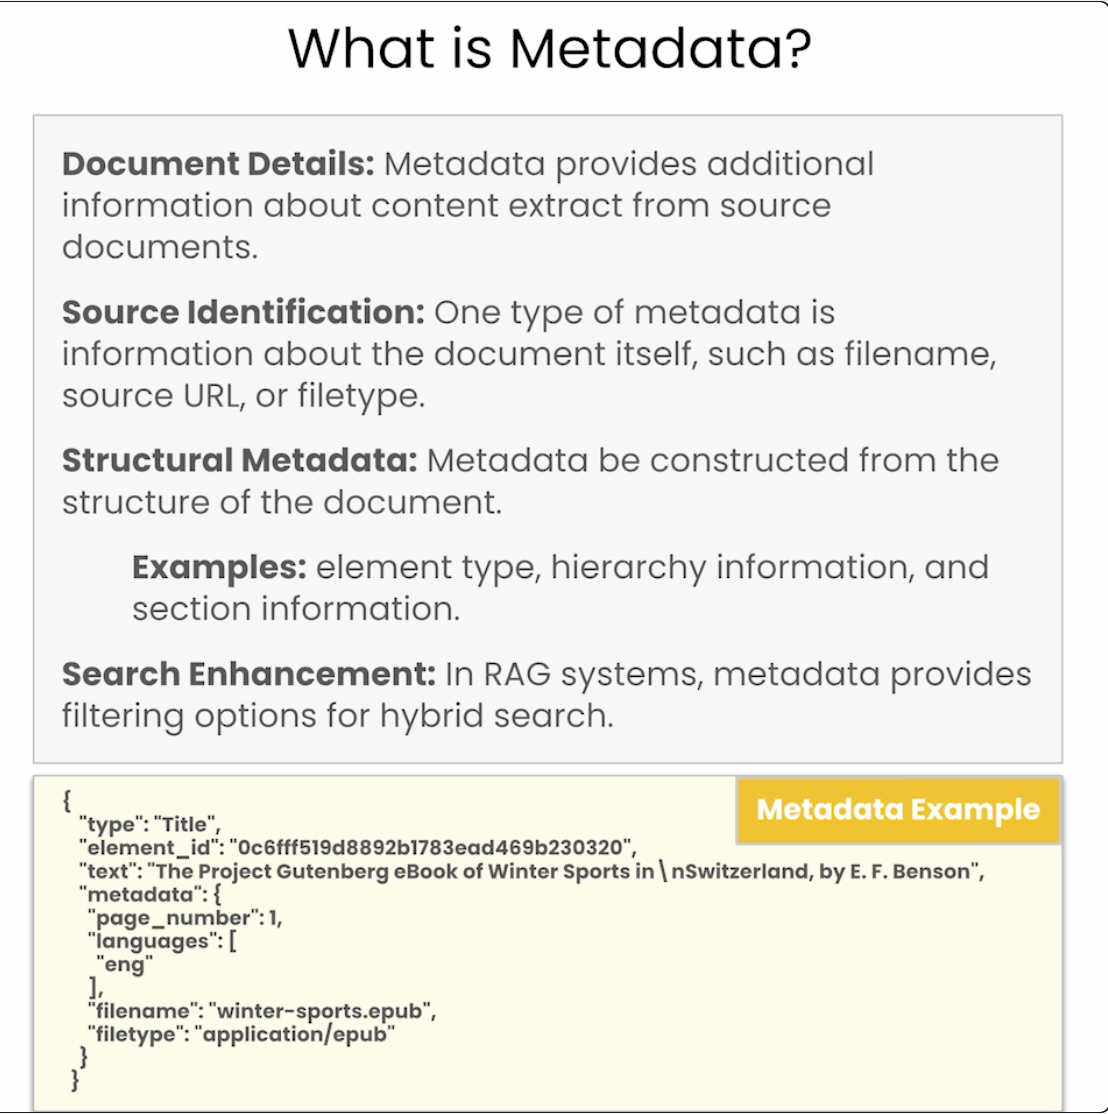 What is Metadata?
Document Details: Metadata provides additional
information about content extract from source
documents.
Source Identification: One type of metadata is
information about the document itself, such as filename,
source URL, or filetype.
Structural Metadata: Metadata be constructed from the
structure of the document.
Examples: element type, hierarchy information, and
section information.
Search Enhancement: In RAG systems, metadata provides
filtering options for hybrid search.
Metadata Example
{
"type": "Title",
"element_id": "0c6fff519d8892b1783ead469b230320",
"text": "The Project Gutenberg eBook of Winter Sports in\nSwitzerland, by E. F. Benson",
"metadata": {
"page_number": 1,
"languages": [
"eng"
],
"filename": "winter-sports.epub",
"filetype": "application/epub"
}
}